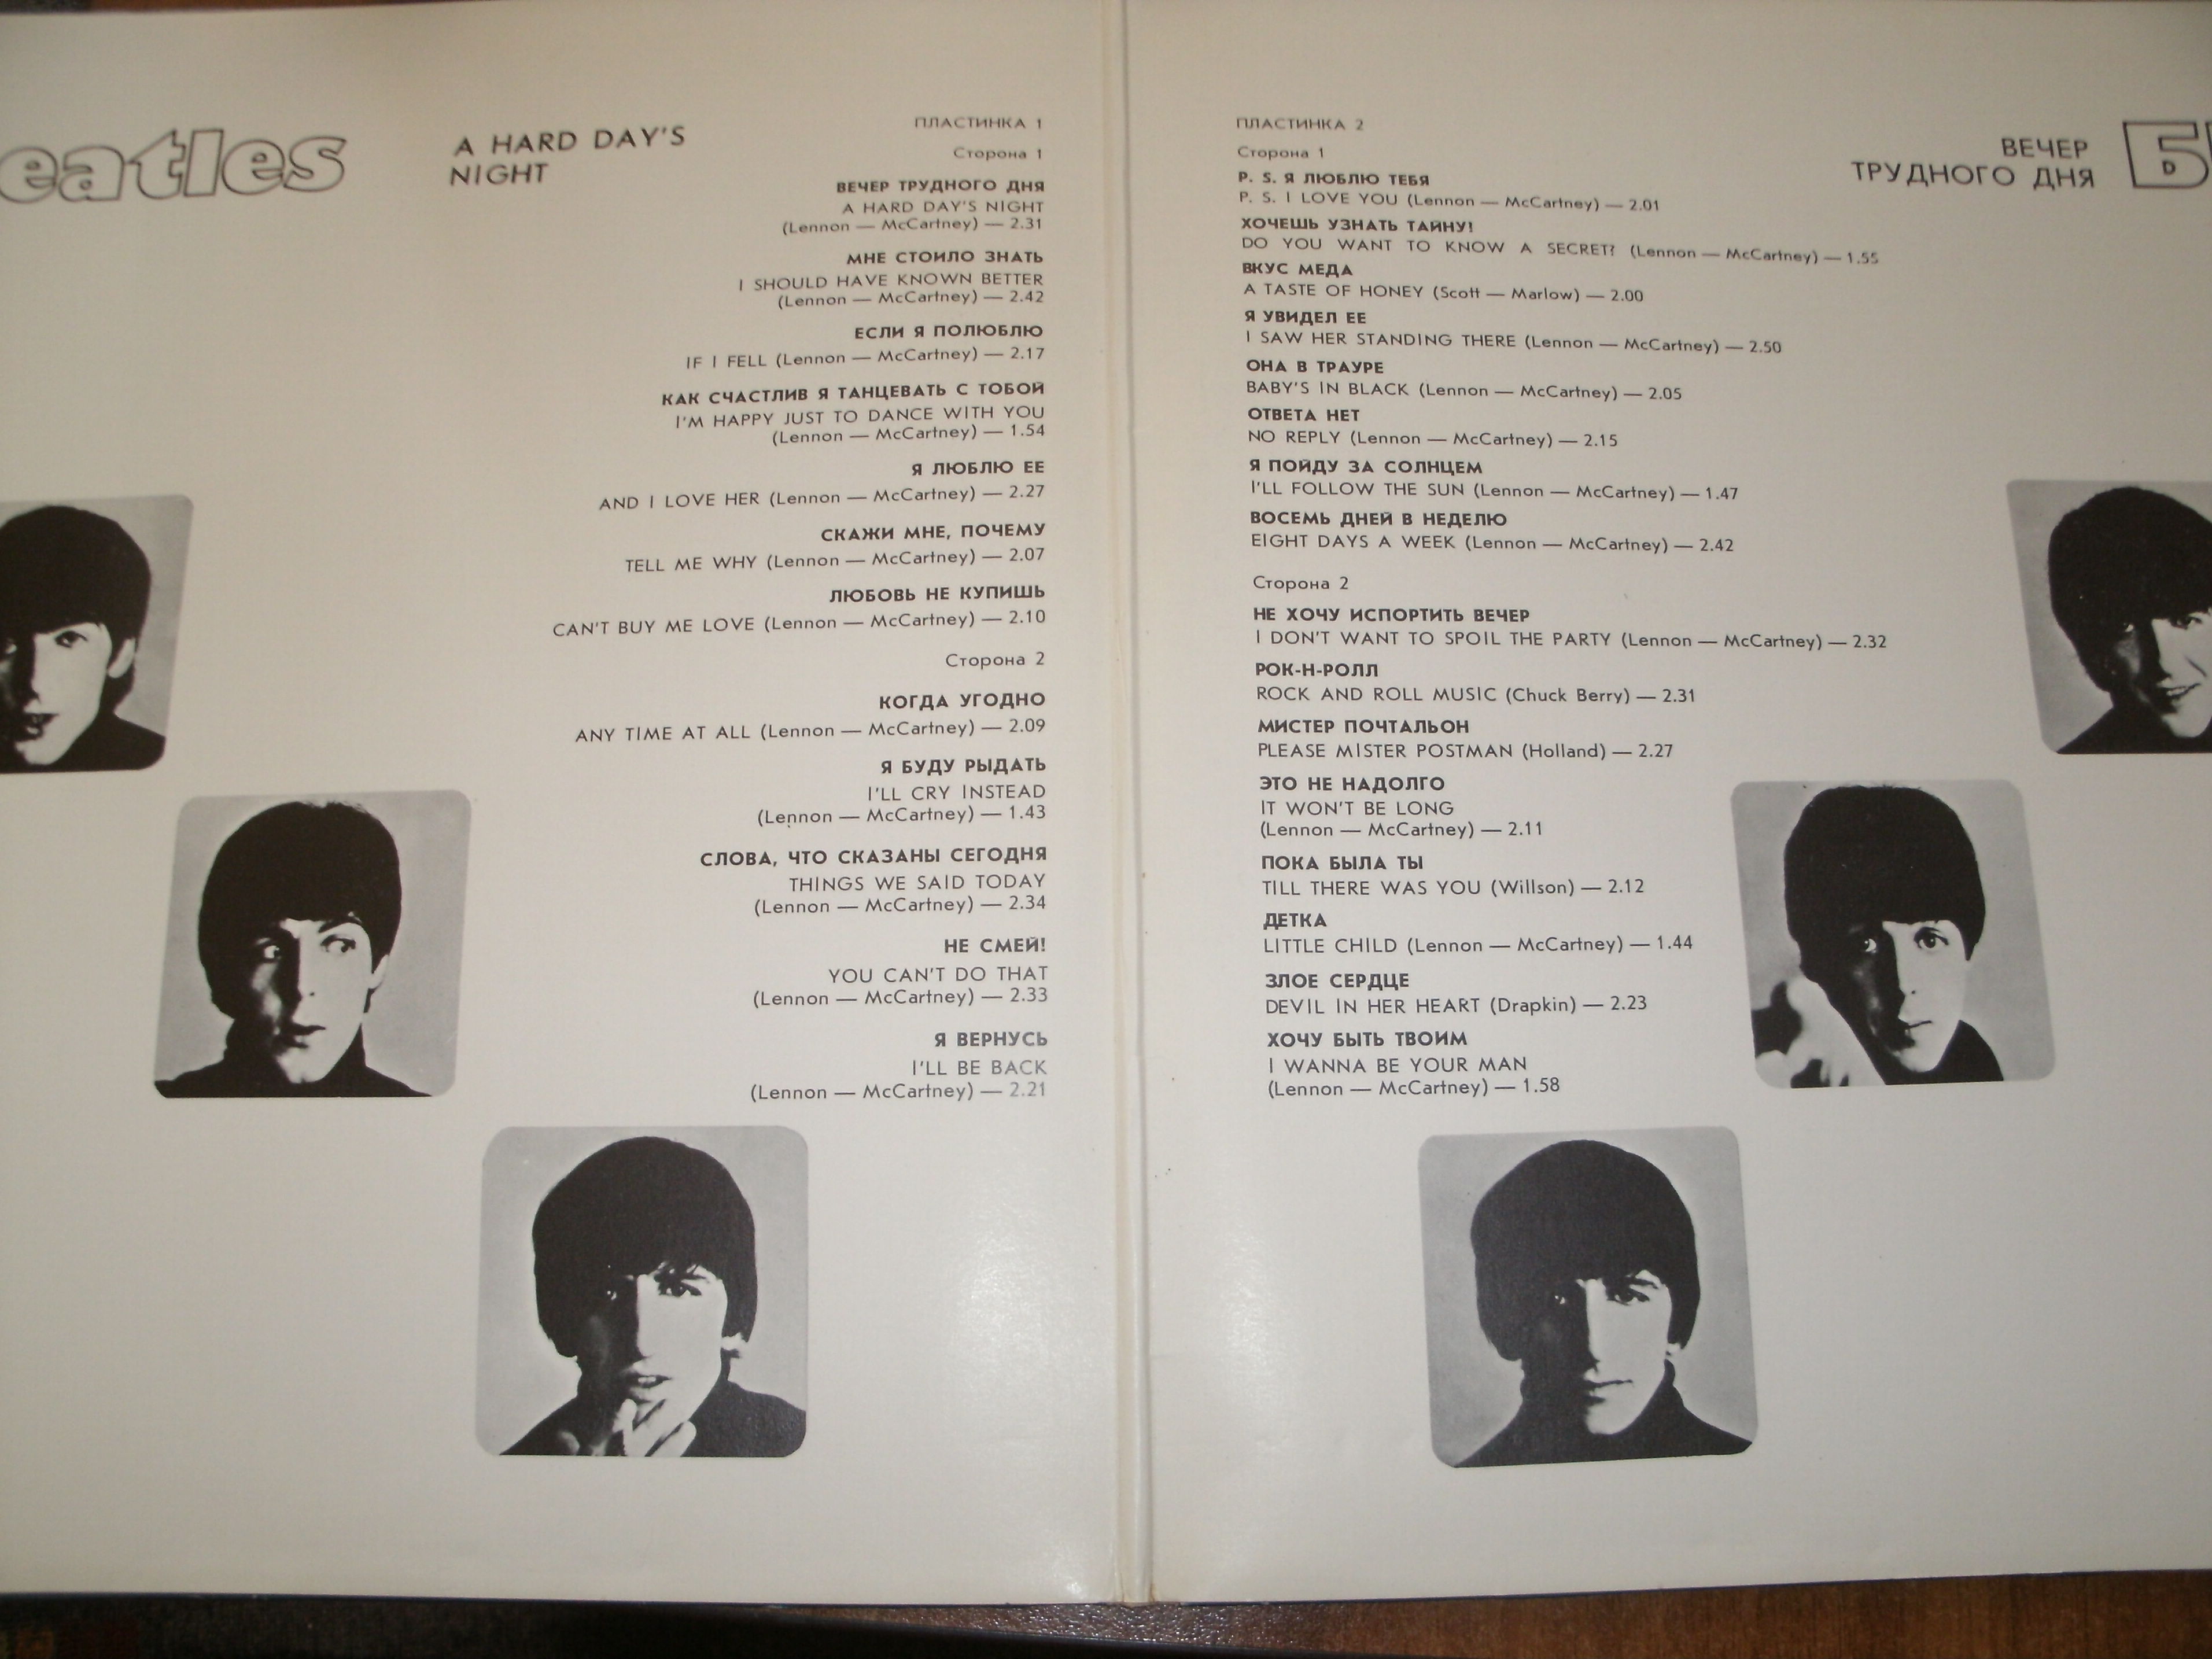 eatles
A HARD DAY'S
NIGHT
ПЛАСТИНКА 1
Сторона 1
ВЕЧЕР ТРУДНОГО ДНЯ
A HARD DAY'S NIGHT
(Lennon — McCartney) — 2.31
МНЕ СТОИЛО ЗНАТЬ
I SHOULD HAVE KNOWN BETTER
(Lennon — McCartney) — 2.42
ЕСЛИ Я ПОЛЮБЛЮ
IF I FELL (Lennon — McCartney) — 2.17
КАК СЧАСТЛИВ Я ТАНЦЕВАТЬ С ТОБОЙ
I'M HAPPY JUST TO DANCE WITH YOU
(Lennon — McCartney) — 1.54
Я ЛЮБЛЮ ЕЕ
AND I LOVE HER (Lennon — McCartney) — 2.27
СКАЖИ МНЕ, ПОЧЕМУ
TELL ME WHY (Lennon — McCartney) — 2.07
ЛЮБОВЬ НЕ КУПИШЬ
CAN'T BUY ME LOVE (Lennon — McCartney) — 2.10
Сторона 2
КОГДА УГОДНО
ANY TIME AT ALL (Lennon — McCartney) — 2.09
Я БУДУ РЫДАТЬ
I'LL CRY INSTEAD
(Lennon — McCartney) — 1.43
СЛОВА, ЧТО СКАЗАНЫ СЕГОДНЯ
THINGS WE SAID TODAY
(Lennon — McCartney) — 2.34
НЕ СМЕЙ!
YOU CAN'T DO THAT
(Lennon — McCartney) — 2.33
Я ВЕРНУСЬ
I'LL BE BACK
(Lennon — McCartney) — 2.21
ПЛАСТИНКА 2
Сторона 1
P. S. Я ЛЮБЛЮ ТЕБЯ
P. S. I LOVE YOU (Lennon — McCartney) — 2.01
ХОЧЕШЬ УЗНАТЬ ТАЙНУ!
DO YOU WANT TO KNOW A SECRET? (Lennon — McCartney) — 1.55
ВКУС МЕДА
A TASTE OF HONEY (Scott — Marlow) — 2.00
Я УВИДЕЛ ЕЕ
I SAW HER STANDING THERE (Lennon — McCartney) — 2.50
ОНА В ТРАУРЕ
BABY'S IN BLACK (Lennon — McCartney) — 2.05
ОТВЕТА НЕТ
NO REPLY (Lennon — McCartney) — 2.15
Я ПОЙДУ ЗА СОЛНЦЕМ
I'LL FOLLOW THE SUN (Lennon — McCartney) — 1.47
ВОСЕМЬ ДНЕЙ В НЕДЕЛЮ
EIGHT DAYS A WEEK (Lennon — McCartney) — 2.42
Сторона 2
НЕ ХОЧУ ИСПОРТИТЬ ВЕЧЕР
I DON'T WANT TO SPOIL THE PARTY (Lennon — McCartney) — 2.32
РОК-Н-РОЛЛ
ROCK AND ROLL MUSIC (Chuck Berry) — 2.31
МИСТЕР ПОЧТАЛЬОН
PLEASE MISTER POSTMAN (Holland) — 2.27
ЭТО НЕ НАДОЛГО
IT WON'T BE LONG
(Lennon — McCartney) — 2.11
ПОКА БЫЛА ТЫ
TILL THERE WAS YOU (Willson) — 2.12
ДЕТКА
LITTLE CHILD (Lennon — McCartney) — 1.44
ЗЛОЕ СЕРДЦЕ
DEVIL IN HER HEART (Drapkin) — 2.23
ХОЧУ БЫТЬ ТВОИМ
I WANNA BE YOUR MAN
(Lennon — McCartney) — 1.58
ВЕЧЕР
ТРУДНОГО ДНЯ
Б